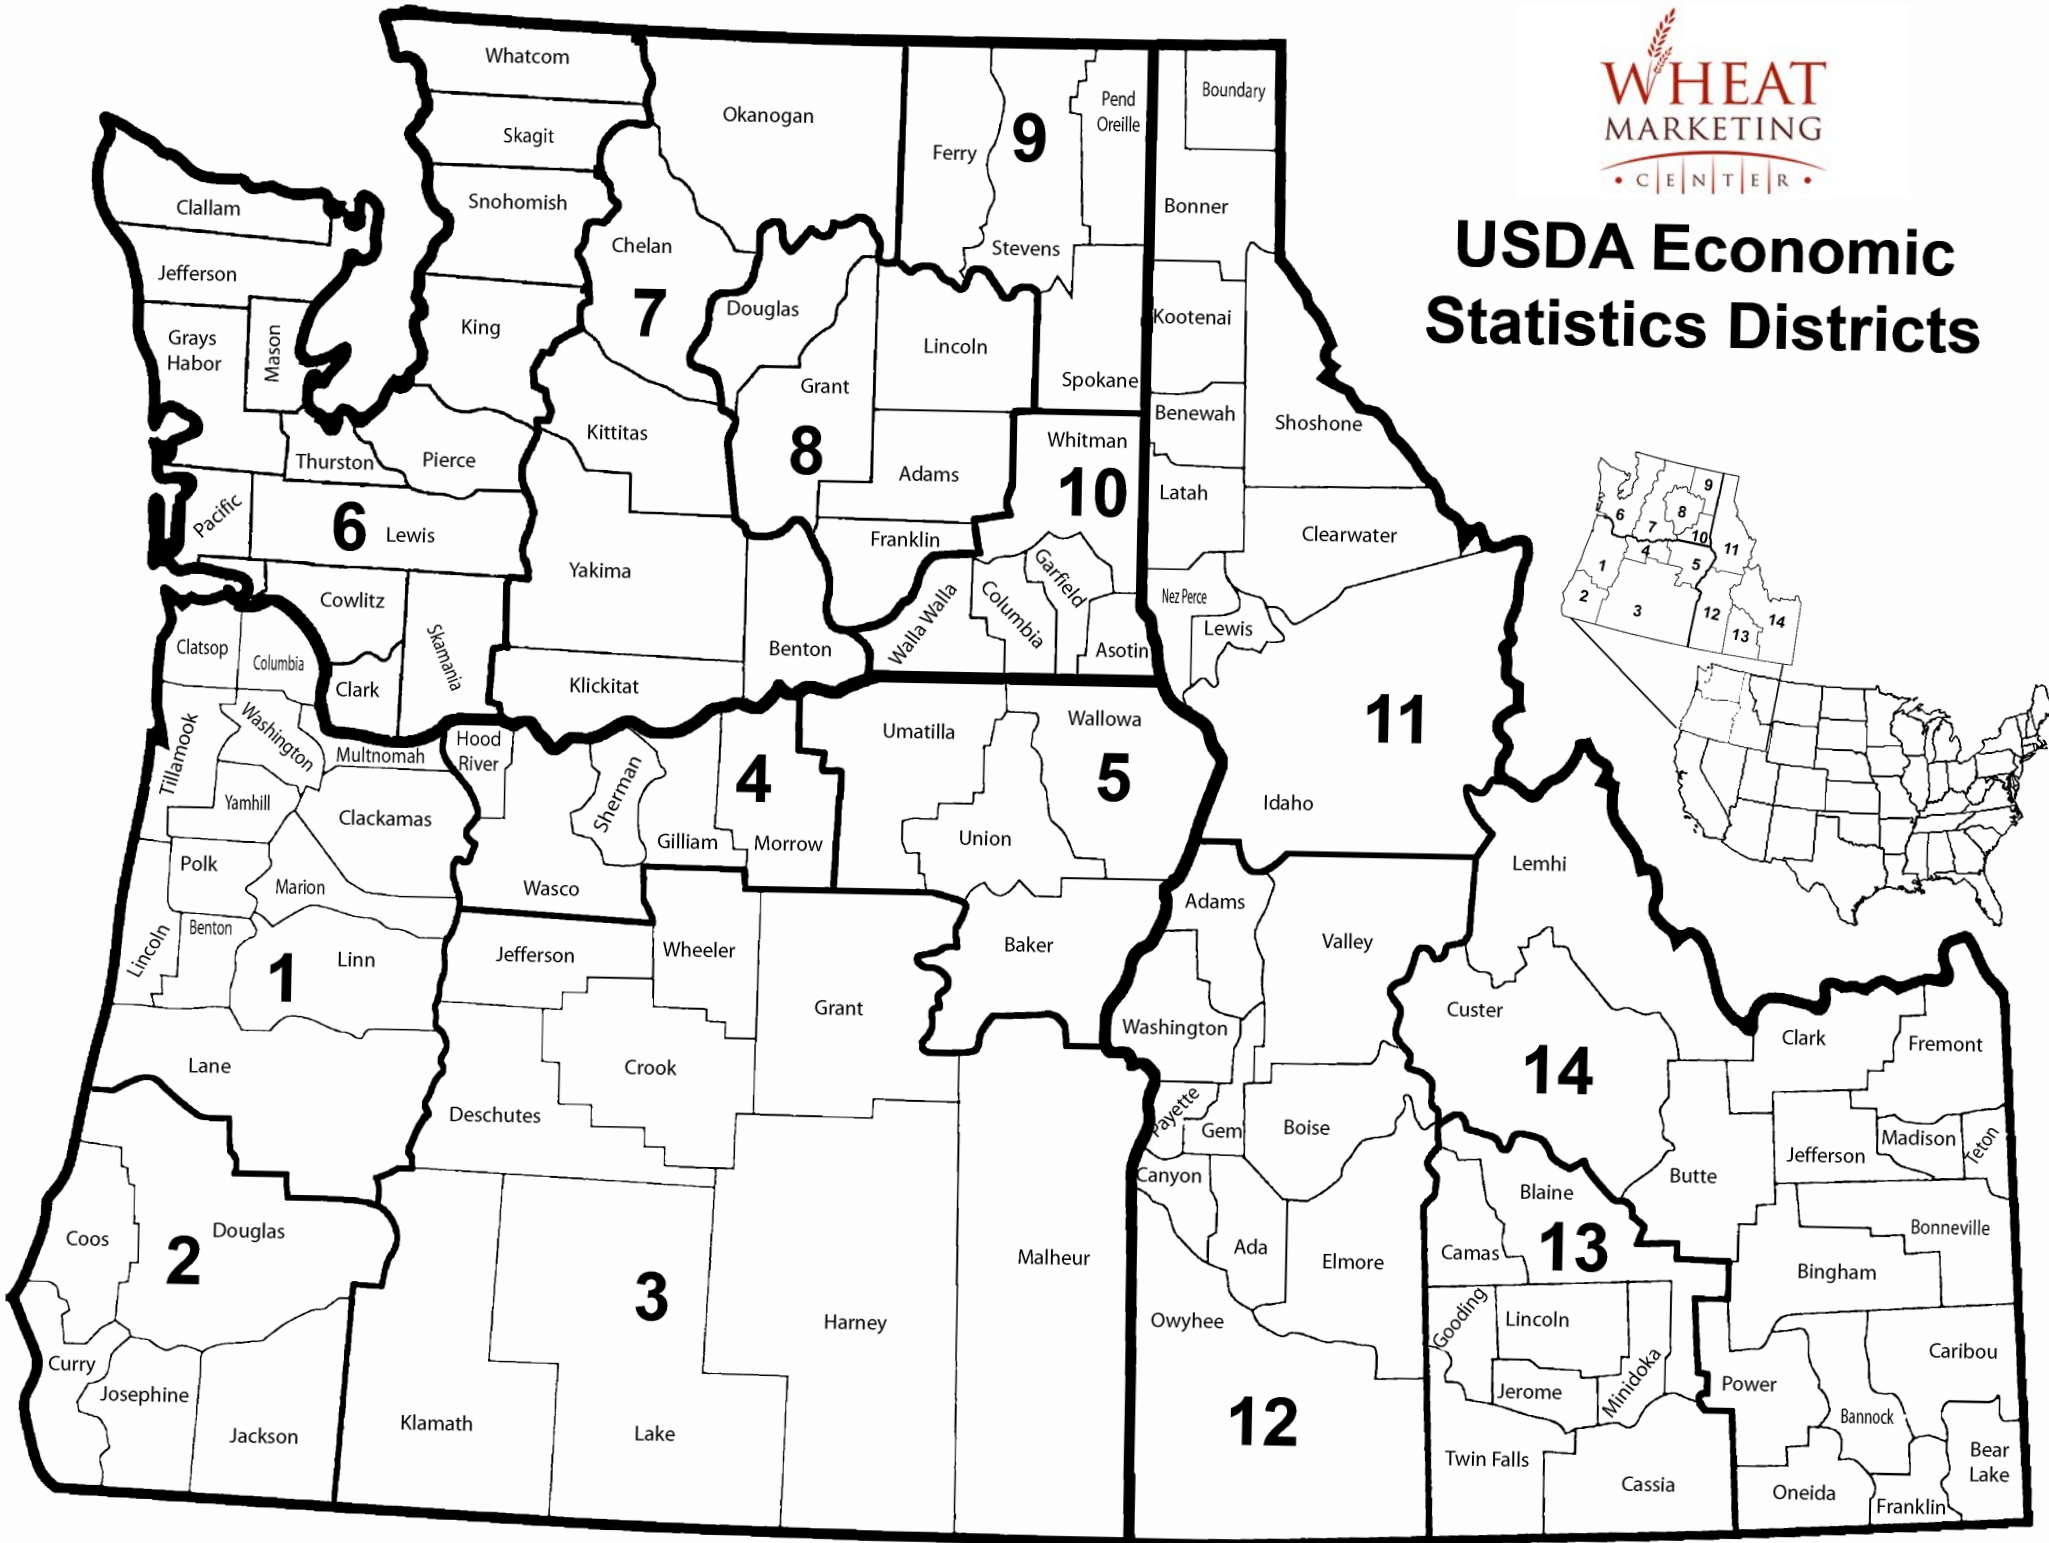 WHEAT
MARKETING
• C|E|N|T|E|R •
USDA Economic
Statistics Districts
Whatcom
Skagit
Snohomish
King
Clallam
Jefferson
Grays
Habor
Mason
Thurston
Pierce
Pacific
6
Lewis
Cowlitz
Skamania
Clark
Okanogan
Chelan
7
Kittitas
Yakima
Klickitat
Benton
Ferry
9
Stevens
Pend
Oreille
Spokane
Douglas
Grant
8
Lincoln
Adams
Franklin
Whitman
10
Walla Walla
Columbia
Garfield
Asotin
Boundary
Bonner
Kootenai
Benewah
Shoshone
Latah
Clearwater
Nez Perce
Lewis
11
Idaho
Clatsop
Columbia
Tillamook
Washington
Multnomah
Yamhill
Clackamas
Polk
Marion
Lincoln
Benton
1
Linn
Lane
Hood
River
Sherman
4
Gilliam
Morrow
Wasco
Umatilla
Wallowa
5
Union
Baker
Coos
2
Douglas
Curry
Josephine
Jackson
Jefferson
Wheeler
Grant
Crook
Deschutes
3
Klamath
Lake
Harney
Malheur
Adams
Valley
Washington
Payette
Gem
Boise
Canyon
Ada
Elmore
Owyhee
12
Blaine
13
Camas
Gooding
Lincoln
Jerome
Minidoka
Twin Falls
Cassia
Lemhi
Custer
14
Clark
Fremont
Butte
Jefferson
Madison
Teton
Bonneville
Bingham
Caribou
Power
Bannock
Bear
Lake
Oneida
Franklin
9
6
8
7
10
4
11
1
5
2
3
12
13
14